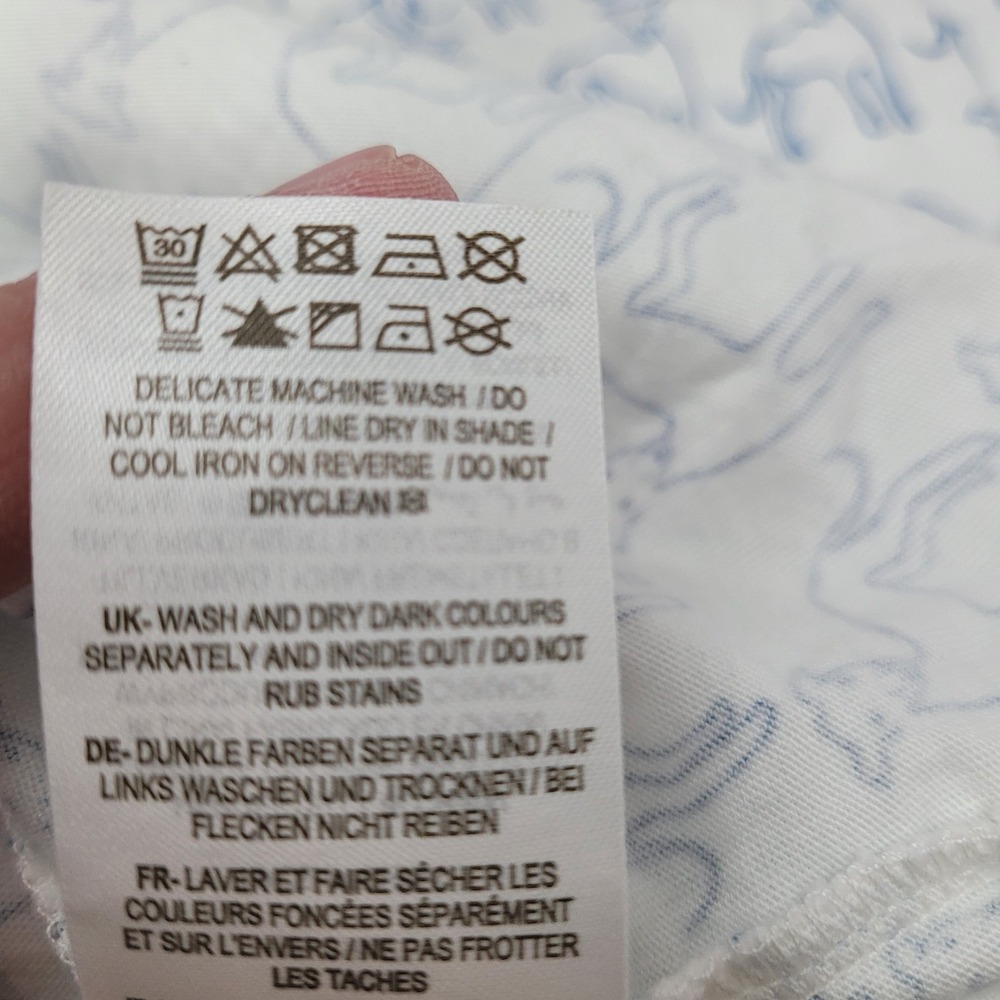 30
DELICATE MACHINE WASH / DO
NOT BLEACH / LINE DRY IN SHADE /
COOL IRON ON REVERSE / DO NOT
DRYCLEAN
UK- WASH AND DRY DARK COLOURS
SEPARATELY AND INSIDE OUT / DO NOT
RUB STAINS
DE- DUNKLE FARBEN SEPARAT UND AUF
LINKS WASCHEN UND TROCKNEN / BEI
FLECKEN NICHT REIBEN
FR- LAVER ET FAIRE SÉCHER LES
COULEURS FONCÉES SÉPARÉMENT
ET SUR L'ENVERS / NE PAS FROTTER
LES TACHES